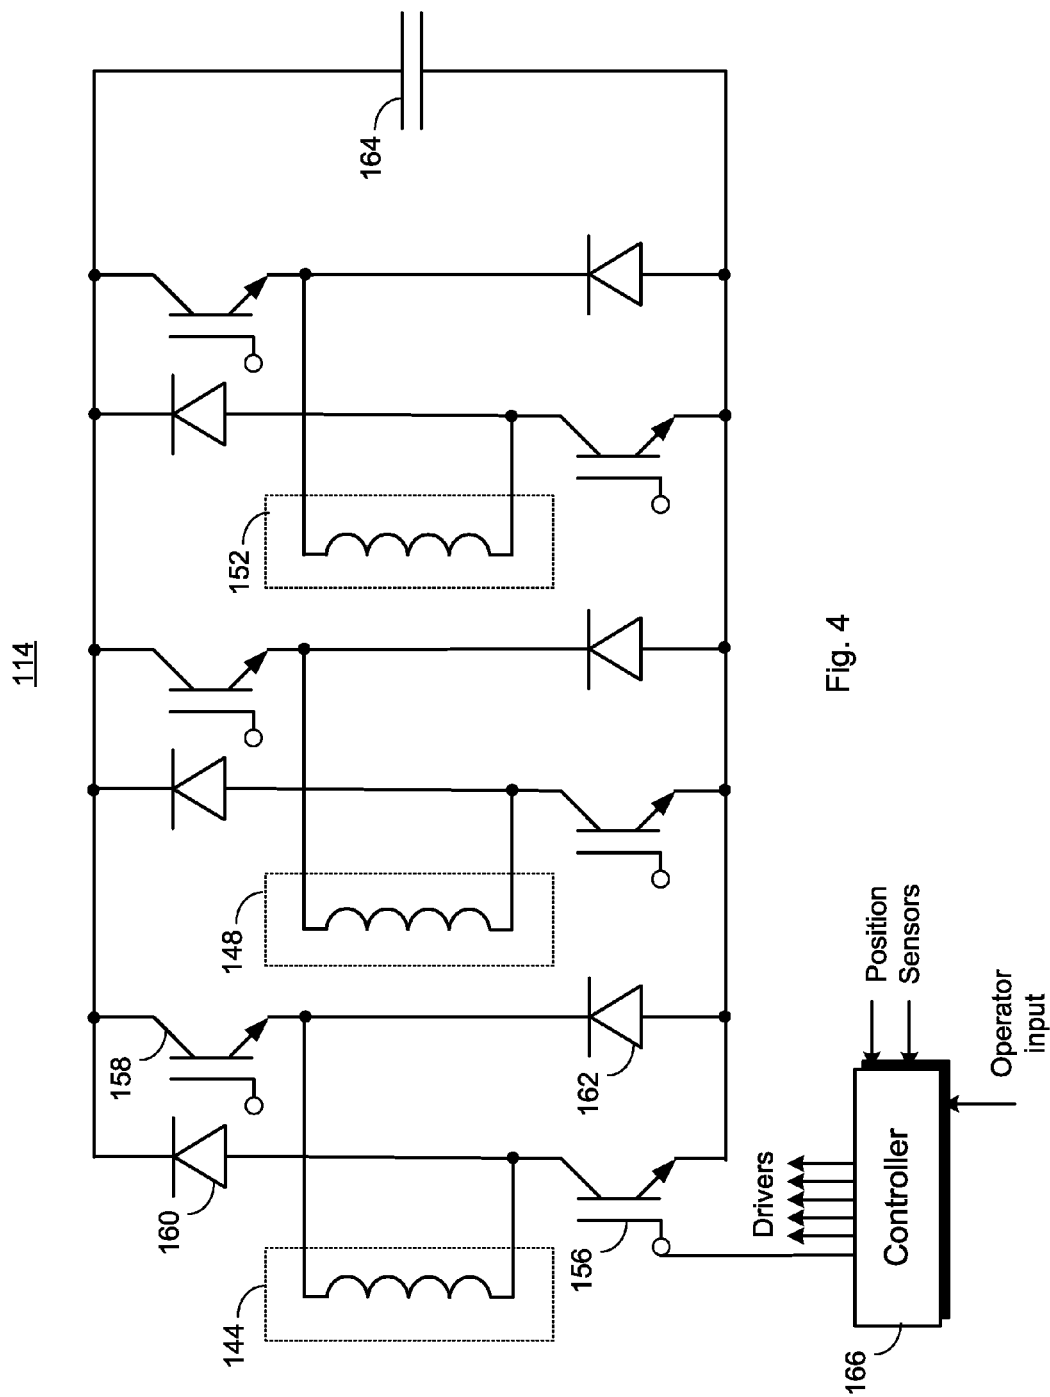 114
164
152
148
158
160
162
144
156
Drivers
Position
Sensors
Controller
Operator
input
166
Fig. 4